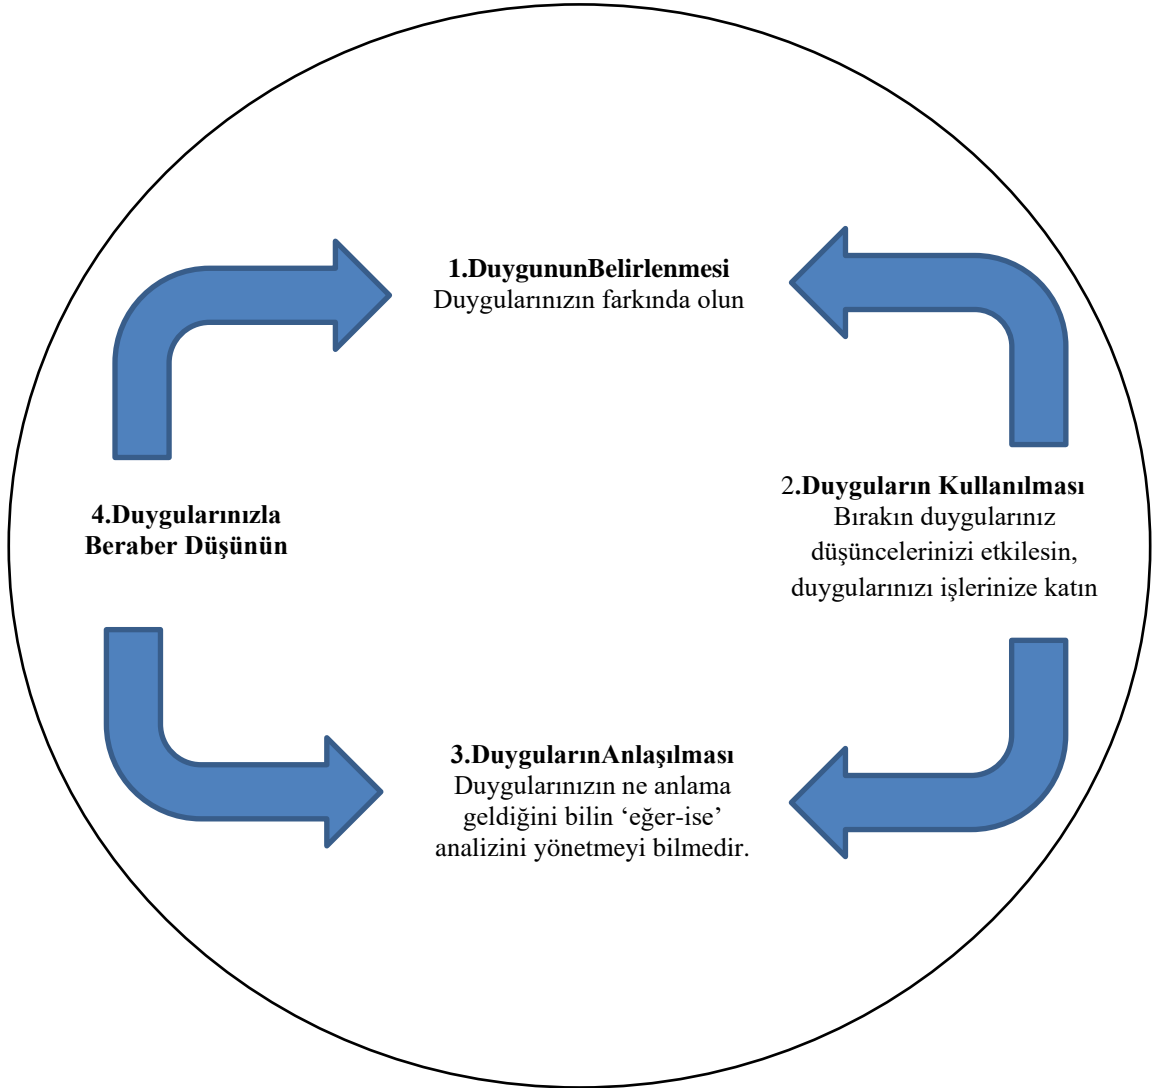 1.DuygununBelirlenmesi
Duygularınızın farkında olun
2.Duyguların Kullanılması
Bırakın duygularınız
düşüncelerinizi etkilesin,
duygularınızı işlerinize katın
3.DuygularınAnlaşılması
Duygularınızın ne anlama
geldiğini bilin ‘eğer-ise’
analizini yönetmeyi bilmedir.
4.Duygularınızla
Beraber Düşünün